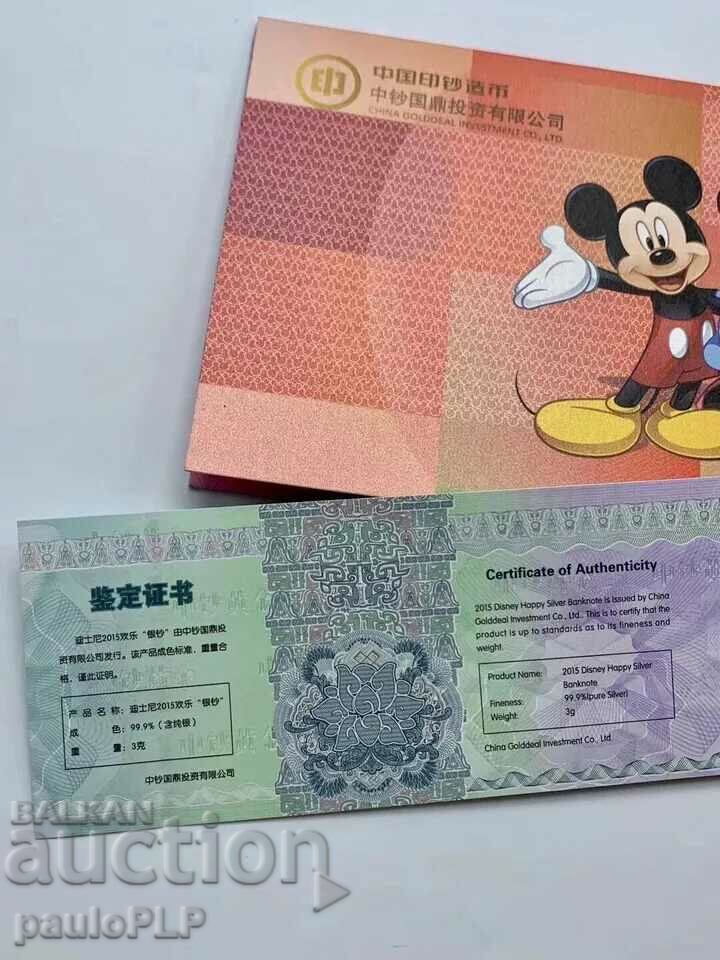 中国印钞造币
中钞国鼎投资有限公司
CHINA GOLDDEAL INVESTMENT CO., LTD.
鉴定证书
迪士尼2015欢乐“银钞”由中钞国鼎投
资有限公司发行。该产品成色标准，重量合
格，谨此证明。
产品名称：迪士尼2015欢乐“银钞”
成色：99.9%（含纯银）
重量：3克
中钞国鼎投资有限公司
Certificate of Authenticity
2015 Disney Happy Silver Banknote is issued by China
Golddeal Investment Co., Ltd.. This is to certify that the
product is up to standards as to its fineness and
weight.
Product Name: 2015 Disney Happy Silver
Banknote
Fineness: 99.9%(pure Silver)
Weight: 3g
China Golddeal Investment Co., Ltd.
BALKAN
auction
pauloPLP